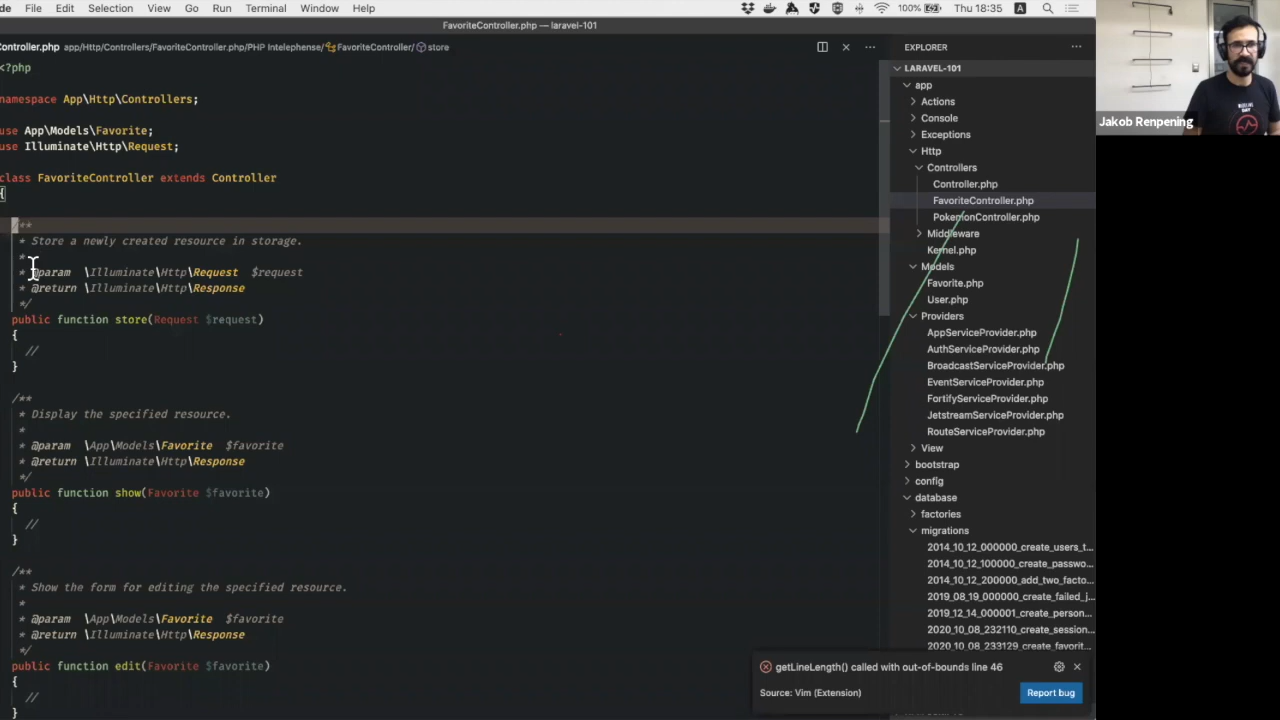 de File Edit Selection View Go Run Terminal Window Help
100% Thu 18:35 A
FavoriteController.php — laravel-101
Controller.php app/Http/Controllers/FavoriteController.php/PHP Intelephense/FavoriteController/store
<?php
namespace App\Http\Controllers;
use App\Models\Favorite;
use Illuminate\Http\Request;
class FavoriteController extends Controller
{
/**
* Store a newly created resource in storage.
*
* @param \Illuminate\Http\Request $request
* @return \Illuminate\Http\Response
*/
public function store(Request $request)
{
//
}
/**
* Display the specified resource.
*
* @param \App\Models\Favorite $favorite
* @return \Illuminate\Http\Response
*/
public function show(Favorite $favorite)
{
//
}
/**
* Show the form for editing the specified resource.
*
* @param \App\Models\Favorite $favorite
* @return \Illuminate\Http\Response
*/
public function edit(Favorite $favorite)
{
//
}
EXPLORER
LARAVEL-101
app
Actions
Console
Exceptions
Http
Controllers
Controller.php
FavoriteController.php
PokemonController.php
Middleware
Kernel.php
Models
Favorite.php
User.php
Providers
AppServiceProvider.php
AuthServiceProvider.php
BroadcastServiceProvider.php
EventServiceProvider.php
FortifyServiceProvider.php
JetstreamServiceProvider.php
RouteServiceProvider.php
View
bootstrap
config
database
factories
migrations
2014_10_12_000000_create_users_t...
2014_10_12_100000_create_passwo...
2014_10_12_200000_add_two_facto...
2019_08_19_000000_create_failed_j...
2019_12_14_000001_create_person...
2020_10_08_232110_create_session...
2020_10_08_233129_create_favorit...
getLineLength() called with out-of-bounds line 46
Source: Vim (Extension)
Report bug
Jakob Renpening